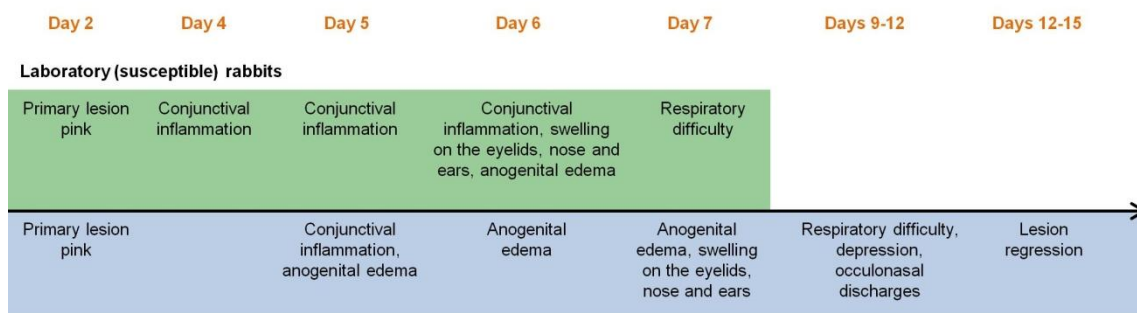 Day 2 Day 4 Day 5 Day 6 Day 7 Days 9-12 Days 12-15
Laboratory (susceptible) rabbits
Primary lesion
pink
Conjunctival
inflammation
Conjunctival
inflammation
Conjunctival
inflammation, swelling
on the eyelids, nose and
ears, anogenital edema
Respiratory
difficulty
Primary lesion
pink
Conjunctival
inflammation,
anogenital edema
Anogenital
edema
Anogenital
edema, swelling
on the eyelids,
nose and ears
Respiratory difficulty,
depression,
occulonasal
discharges
Lesion
regression